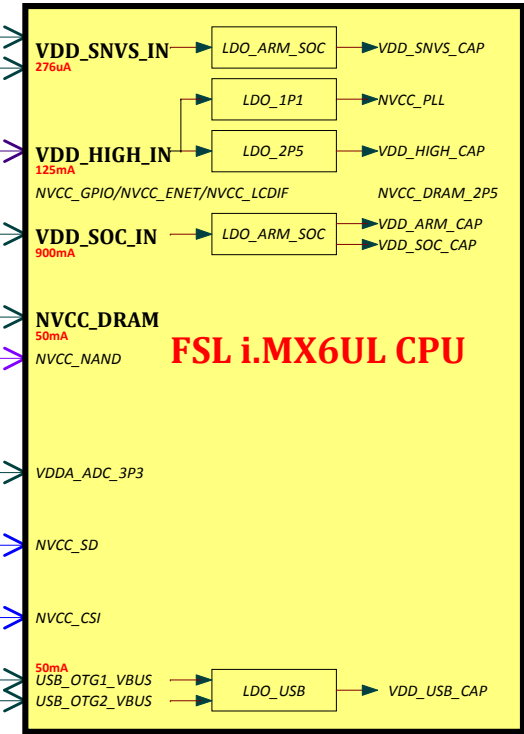 VDD_SNVS_IN LDO_ARM_SOC VDD_SNVS_CAP
276uA
LDO_1P1 NVCC_PLL
VDD_HIGH_IN LDO_2P5 VDD_HIGH_CAP
125mA
NVCC_GPIO/NVCC_ENET/NVCC_LCDIF NVCC_DRAM_2P5
VDD_SOC_IN LDO_ARM_SOC VDD_ARM_CAP
VDD_SOC_CAP
900mA
NVCC_DRAM
50mA
NVCC_NAND FSL i.MX6UL CPU
VDDA_ADC_3P3
NVCC_SD
NVCC_CSI
50mA
USB_OTG1_VBUS LDO_USB VDD_USB_CAP
USB_OTG2_VBUS